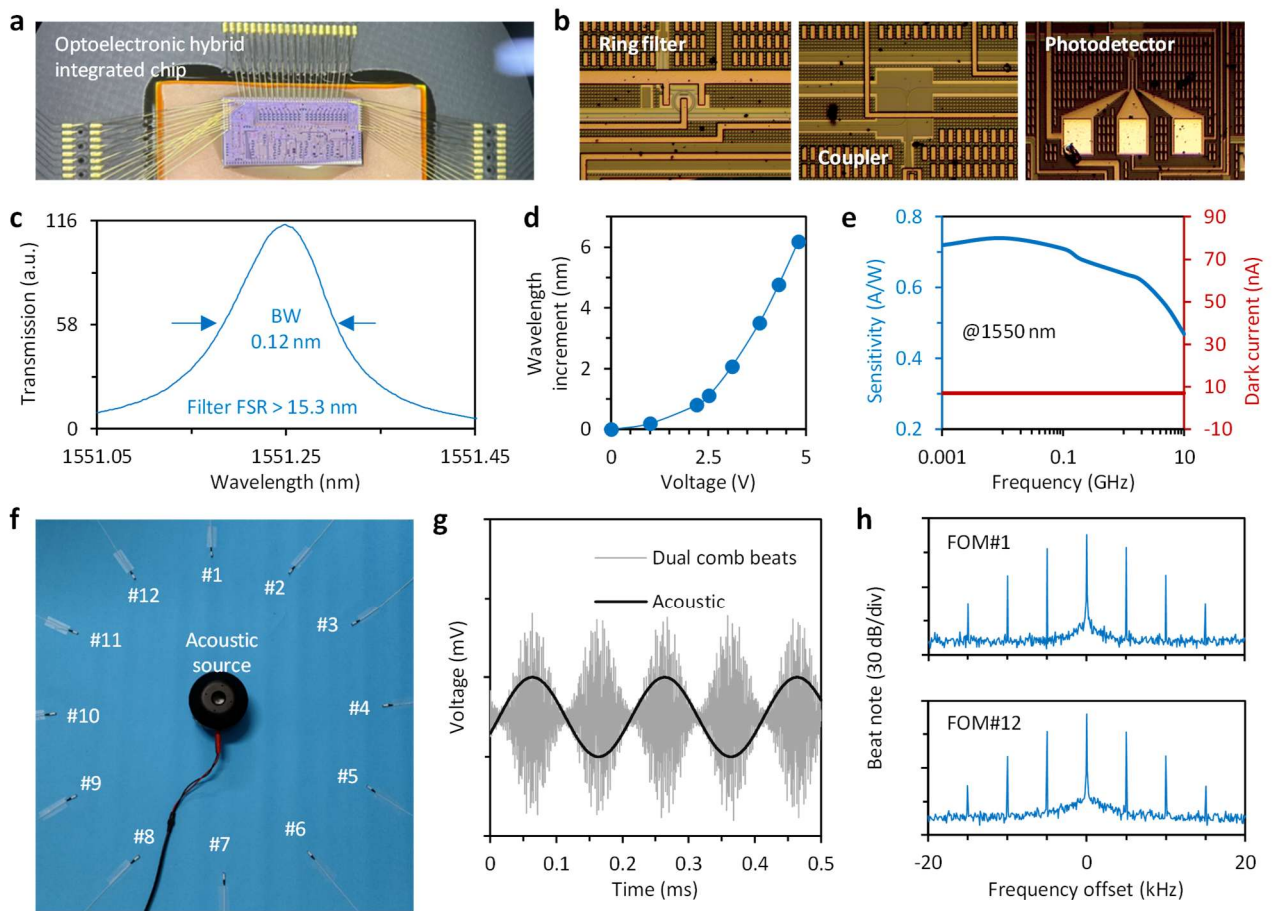 a
Optoelectronic hybrid
integrated chip
b
Ring filter
Coupler
Photodetector
c
Transmission (a.u.)
116
58
0
BW
0.12 nm
Filter FSR > 15.3 nm
1551.05
1551.25
1551.45
Wavelength (nm)
d
Wavelength
increment (nm)
6
4
2
0
0
2.5
5
Voltage (V)
e
Sensitivity (A/W)
0.8
0.6
0.4
0.2
@1550 nm
90
70
50
30
10
-10
Dark current (nA)
0.001
0.1
10
Frequency (GHz)
f
#1
#2
#3
#4
#5
#6
#7
#8
#9
#10
#11
#12
Acoustic
source
g
Voltage (mV)
Dual comb beats
Acoustic
0
0.1
0.2
0.3
0.4
0.5
Time (ms)
h
Beat note (30 dB/div)
FOM#1
FOM#12
-20
0
20
Frequency offset (kHz)